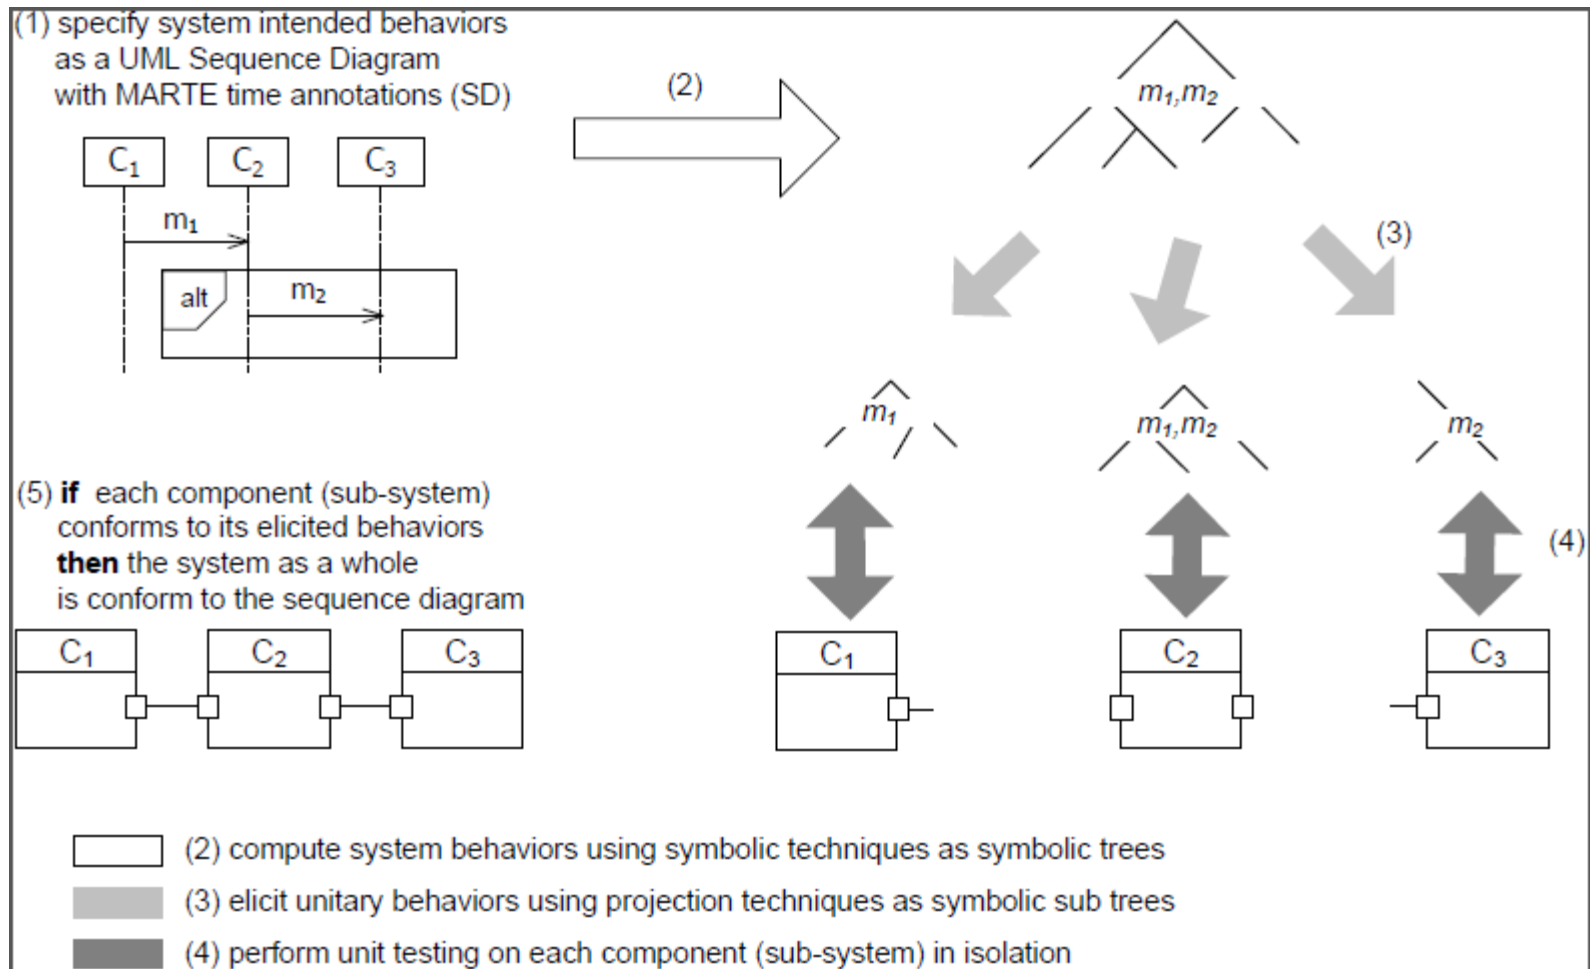 (1) specify system intended behaviors
as a UML Sequence Diagram
with MARTE time annotations (SD)
(2)
m₁,m₂
C₁ C₂ C₃
m₁
alt
m₂
(3)
m₁
m₁,m₂
m₂
(5) if each component (sub-system)
conforms to its elicited behaviors
then the system as a whole
is conform to the sequence diagram
(4)
C₁ C₂ C₃
C₁ C₂ C₃
(2) compute system behaviors using symbolic techniques as symbolic trees
(3) elicit unitary behaviors using projection techniques as symbolic sub trees
(4) perform unit testing on each component (sub-system) in isolation